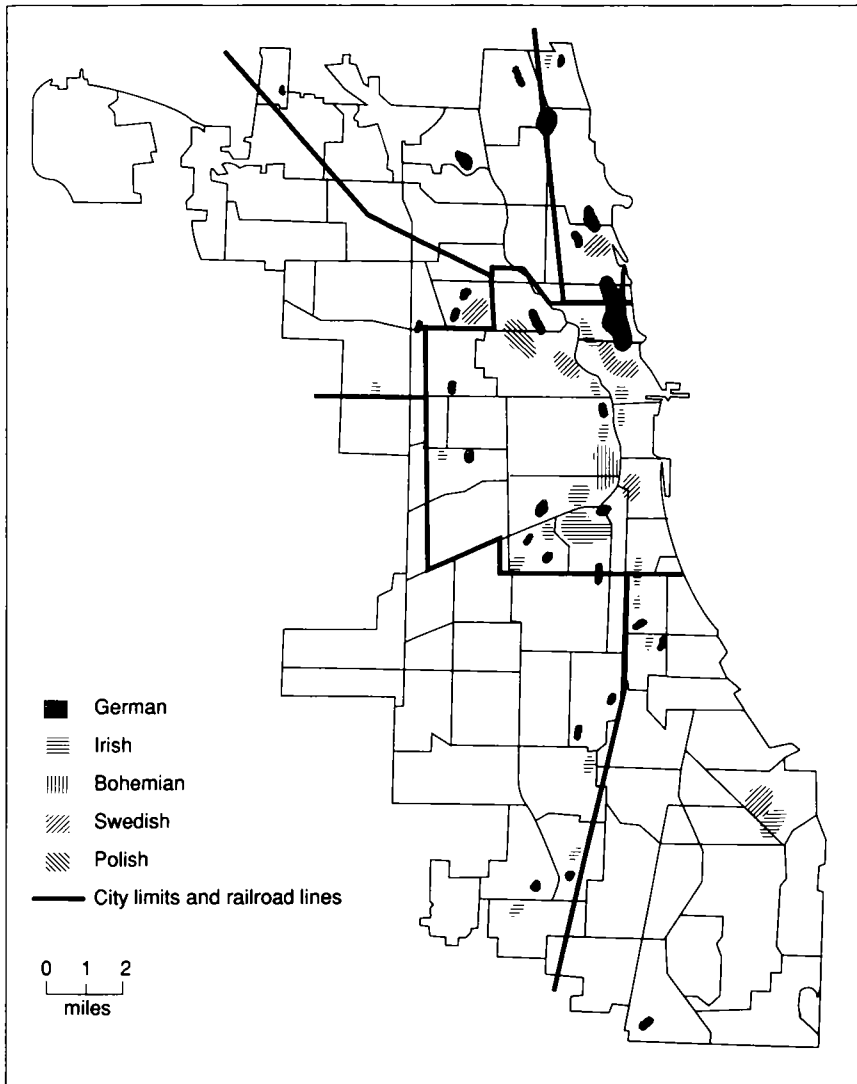 German
Irish
Bohemian
Swedish
Polish
City limits and railroad lines
0 1 2
miles